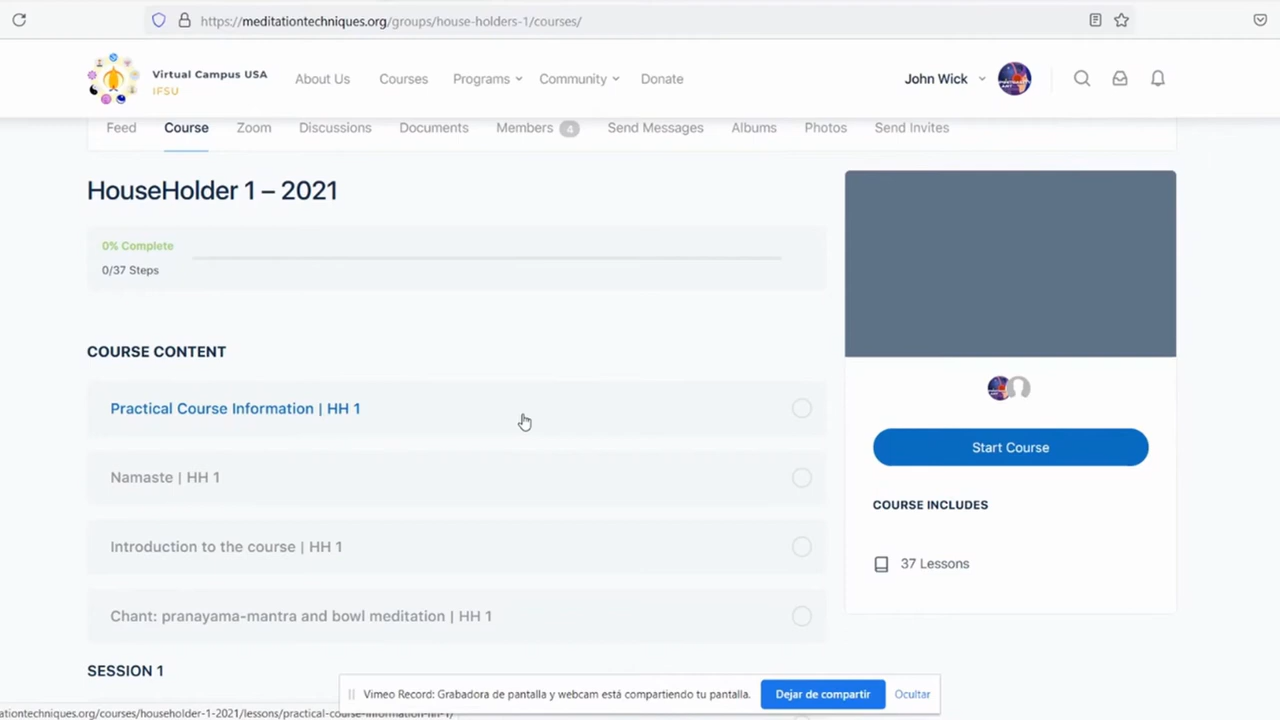 https://meditationtechniques.org/groups/house-holders-1/courses/
Virtual Campus USA
IFSU
About Us Courses Programs Community Donate
John Wick
Feed Course Zoom Discussions Documents Members 4 Send Messages Albums Photos Send Invites
HouseHolder 1 – 2021
0% Complete
0/37 Steps
COURSE CONTENT
Practical Course Information | HH 1
Namaste | HH 1
Introduction to the course | HH 1
Chant: pranayama-mantra and bowl meditation | HH 1
SESSION 1
Start Course
COURSE INCLUDES
37 Lessons
Vimeo Record: Grabadora de pantalla y webcam está compartiendo tu pantalla. Dejar de compartir Ocultar
itationtechniques.org/courses/householder-1-2021/lessons/practical-course-information-hh-1/